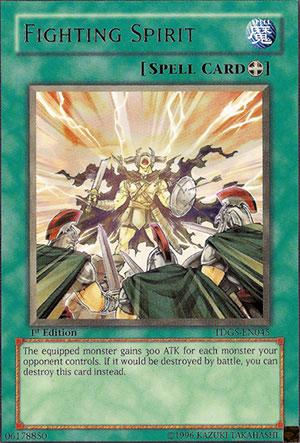 FIGHTING SPIRIT
[SPELL CARD]
1st Edition
TDGS-EN045
The equipped monster gains 300 ATK for each monster your
opponent controls. If it would be destroyed by battle, you can
destroy this card instead.
06178850
©1996 KAZUKI TAKAHASHI